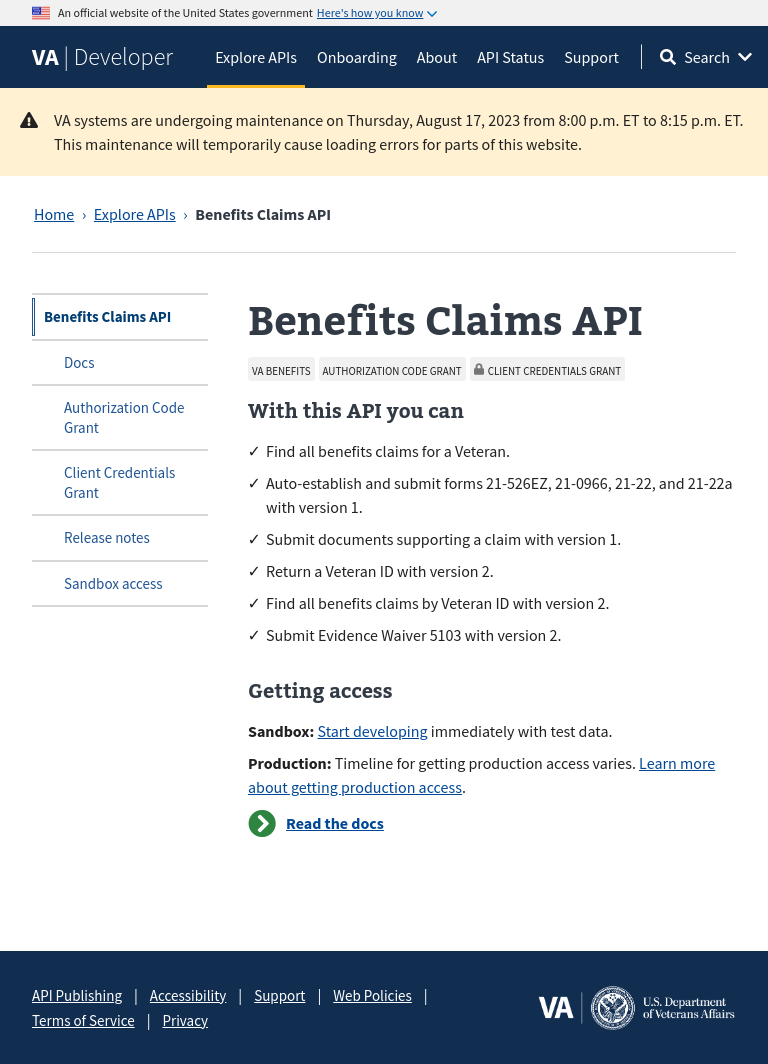 An official website of the United States government Here's how you know
VA | Developer
Explore APIs
Onboarding
About
API Status
Support
Search
VA systems are undergoing maintenance on Thursday, August 17, 2023 from 8:00 p.m. ET to 8:15 p.m. ET.
This maintenance will temporarily cause loading errors for parts of this website.
Home › Explore APIs › Benefits Claims API
Benefits Claims API
Docs
Authorization Code
Grant
Client Credentials
Grant
Release notes
Sandbox access
Benefits Claims API
VA BENEFITS
AUTHORIZATION CODE GRANT
CLIENT CREDENTIALS GRANT
With this API you can
✓ Find all benefits claims for a Veteran.
✓ Auto-establish and submit forms 21-526EZ, 21-0966, 21-22, and 21-22a
with version 1.
✓ Submit documents supporting a claim with version 1.
✓ Return a Veteran ID with version 2.
✓ Find all benefits claims by Veteran ID with version 2.
✓ Submit Evidence Waiver 5103 with version 2.
Getting access
Sandbox: Start developing immediately with test data.
Production: Timeline for getting production access varies. Learn more
about getting production access.
Read the docs
API Publishing | Accessibility | Support | Web Policies |
Terms of Service | Privacy
VA
U.S. Department
of Veterans Affairs